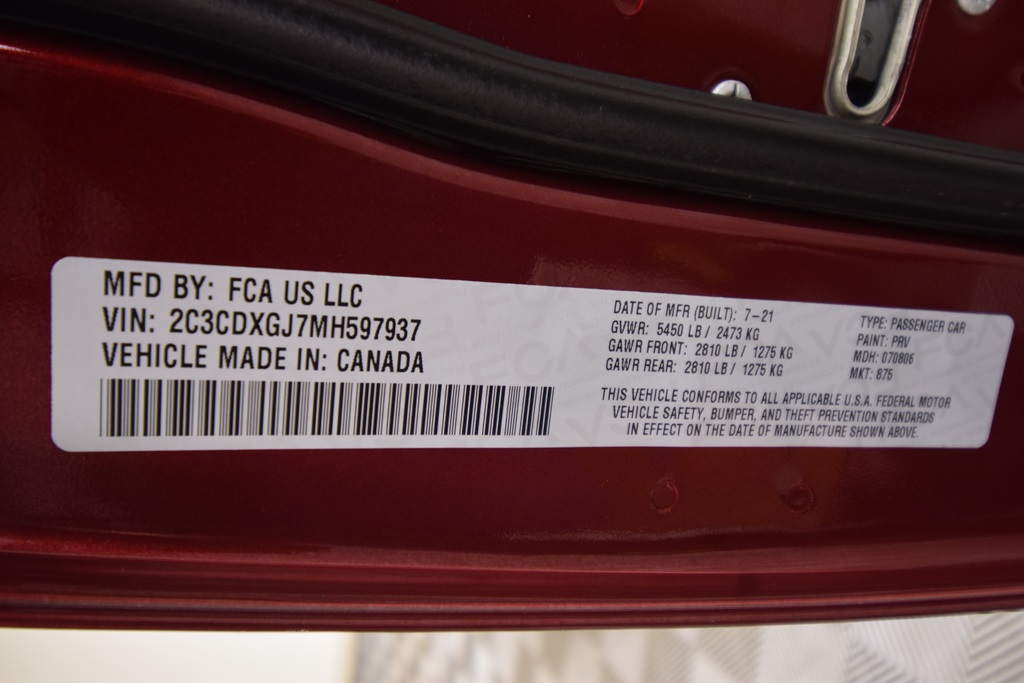 MFD BY: FCA US LLC
VIN: 2C3CDXGJ7MH597937
VEHICLE MADE IN: CANADA
DATE OF MFR (BUILT): 7-21
GVWR: 5450 LB / 2473 KG
GAWR FRONT: 2810 LB / 1275 KG
GAWR REAR: 2810 LB / 1275 KG
TYPE: PASSENGER CAR
PAINT: PRV
MDH: 070806
MKT: 875
THIS VEHICLE CONFORMS TO ALL APPLICABLE U.S.A. FEDERAL MOTOR
VEHICLE SAFETY, BUMPER, AND THEFT PREVENTION STANDARDS
IN EFFECT ON THE DATE OF MANUFACTURE SHOWN ABOVE.